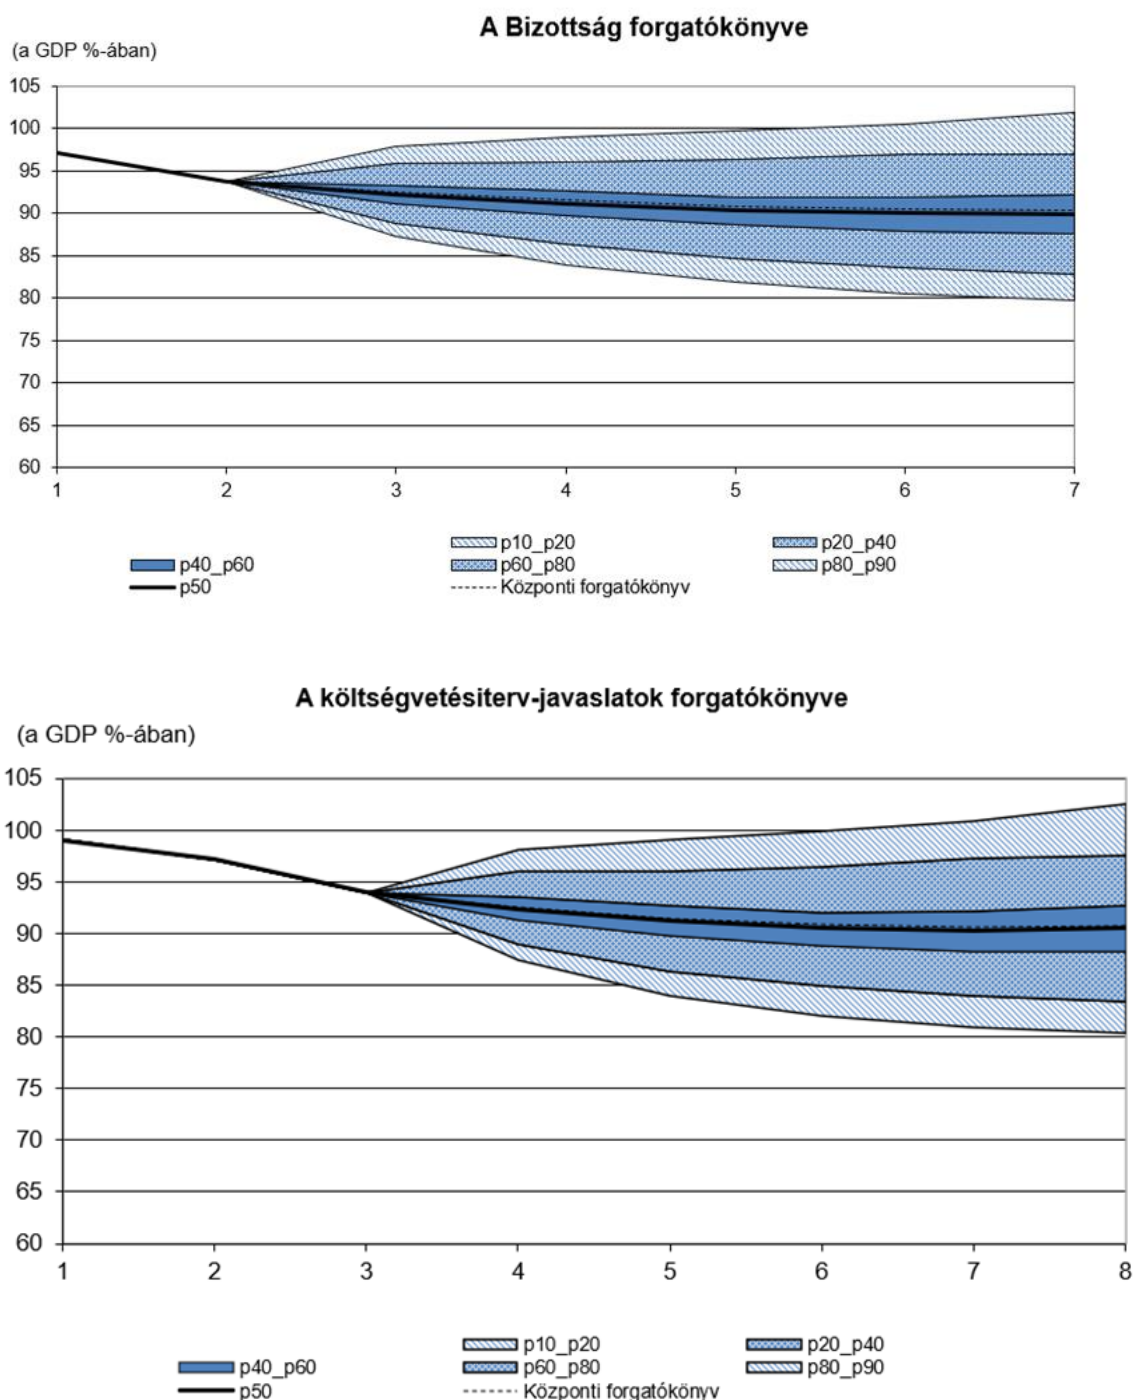 A Bizottság forgatókönyve
(a GDP %-ában)
105
100
95
90
85
80
75
70
65
60
1 2 3 4 5 6 7
p10_p20 p20_p40
p40_p60 p60_p80 p80_p90
p50 Központi forgatókönyv
A költségvetésiterv-javaslatok forgatókönyve
(a GDP %-ában)
105
100
95
90
85
80
75
70
65
60
1 2 3 4 5 6 7 8
p10_p20 p20_p40
p40_p60 p60_p80 p80_p90
p50 Központi forgatókönyv